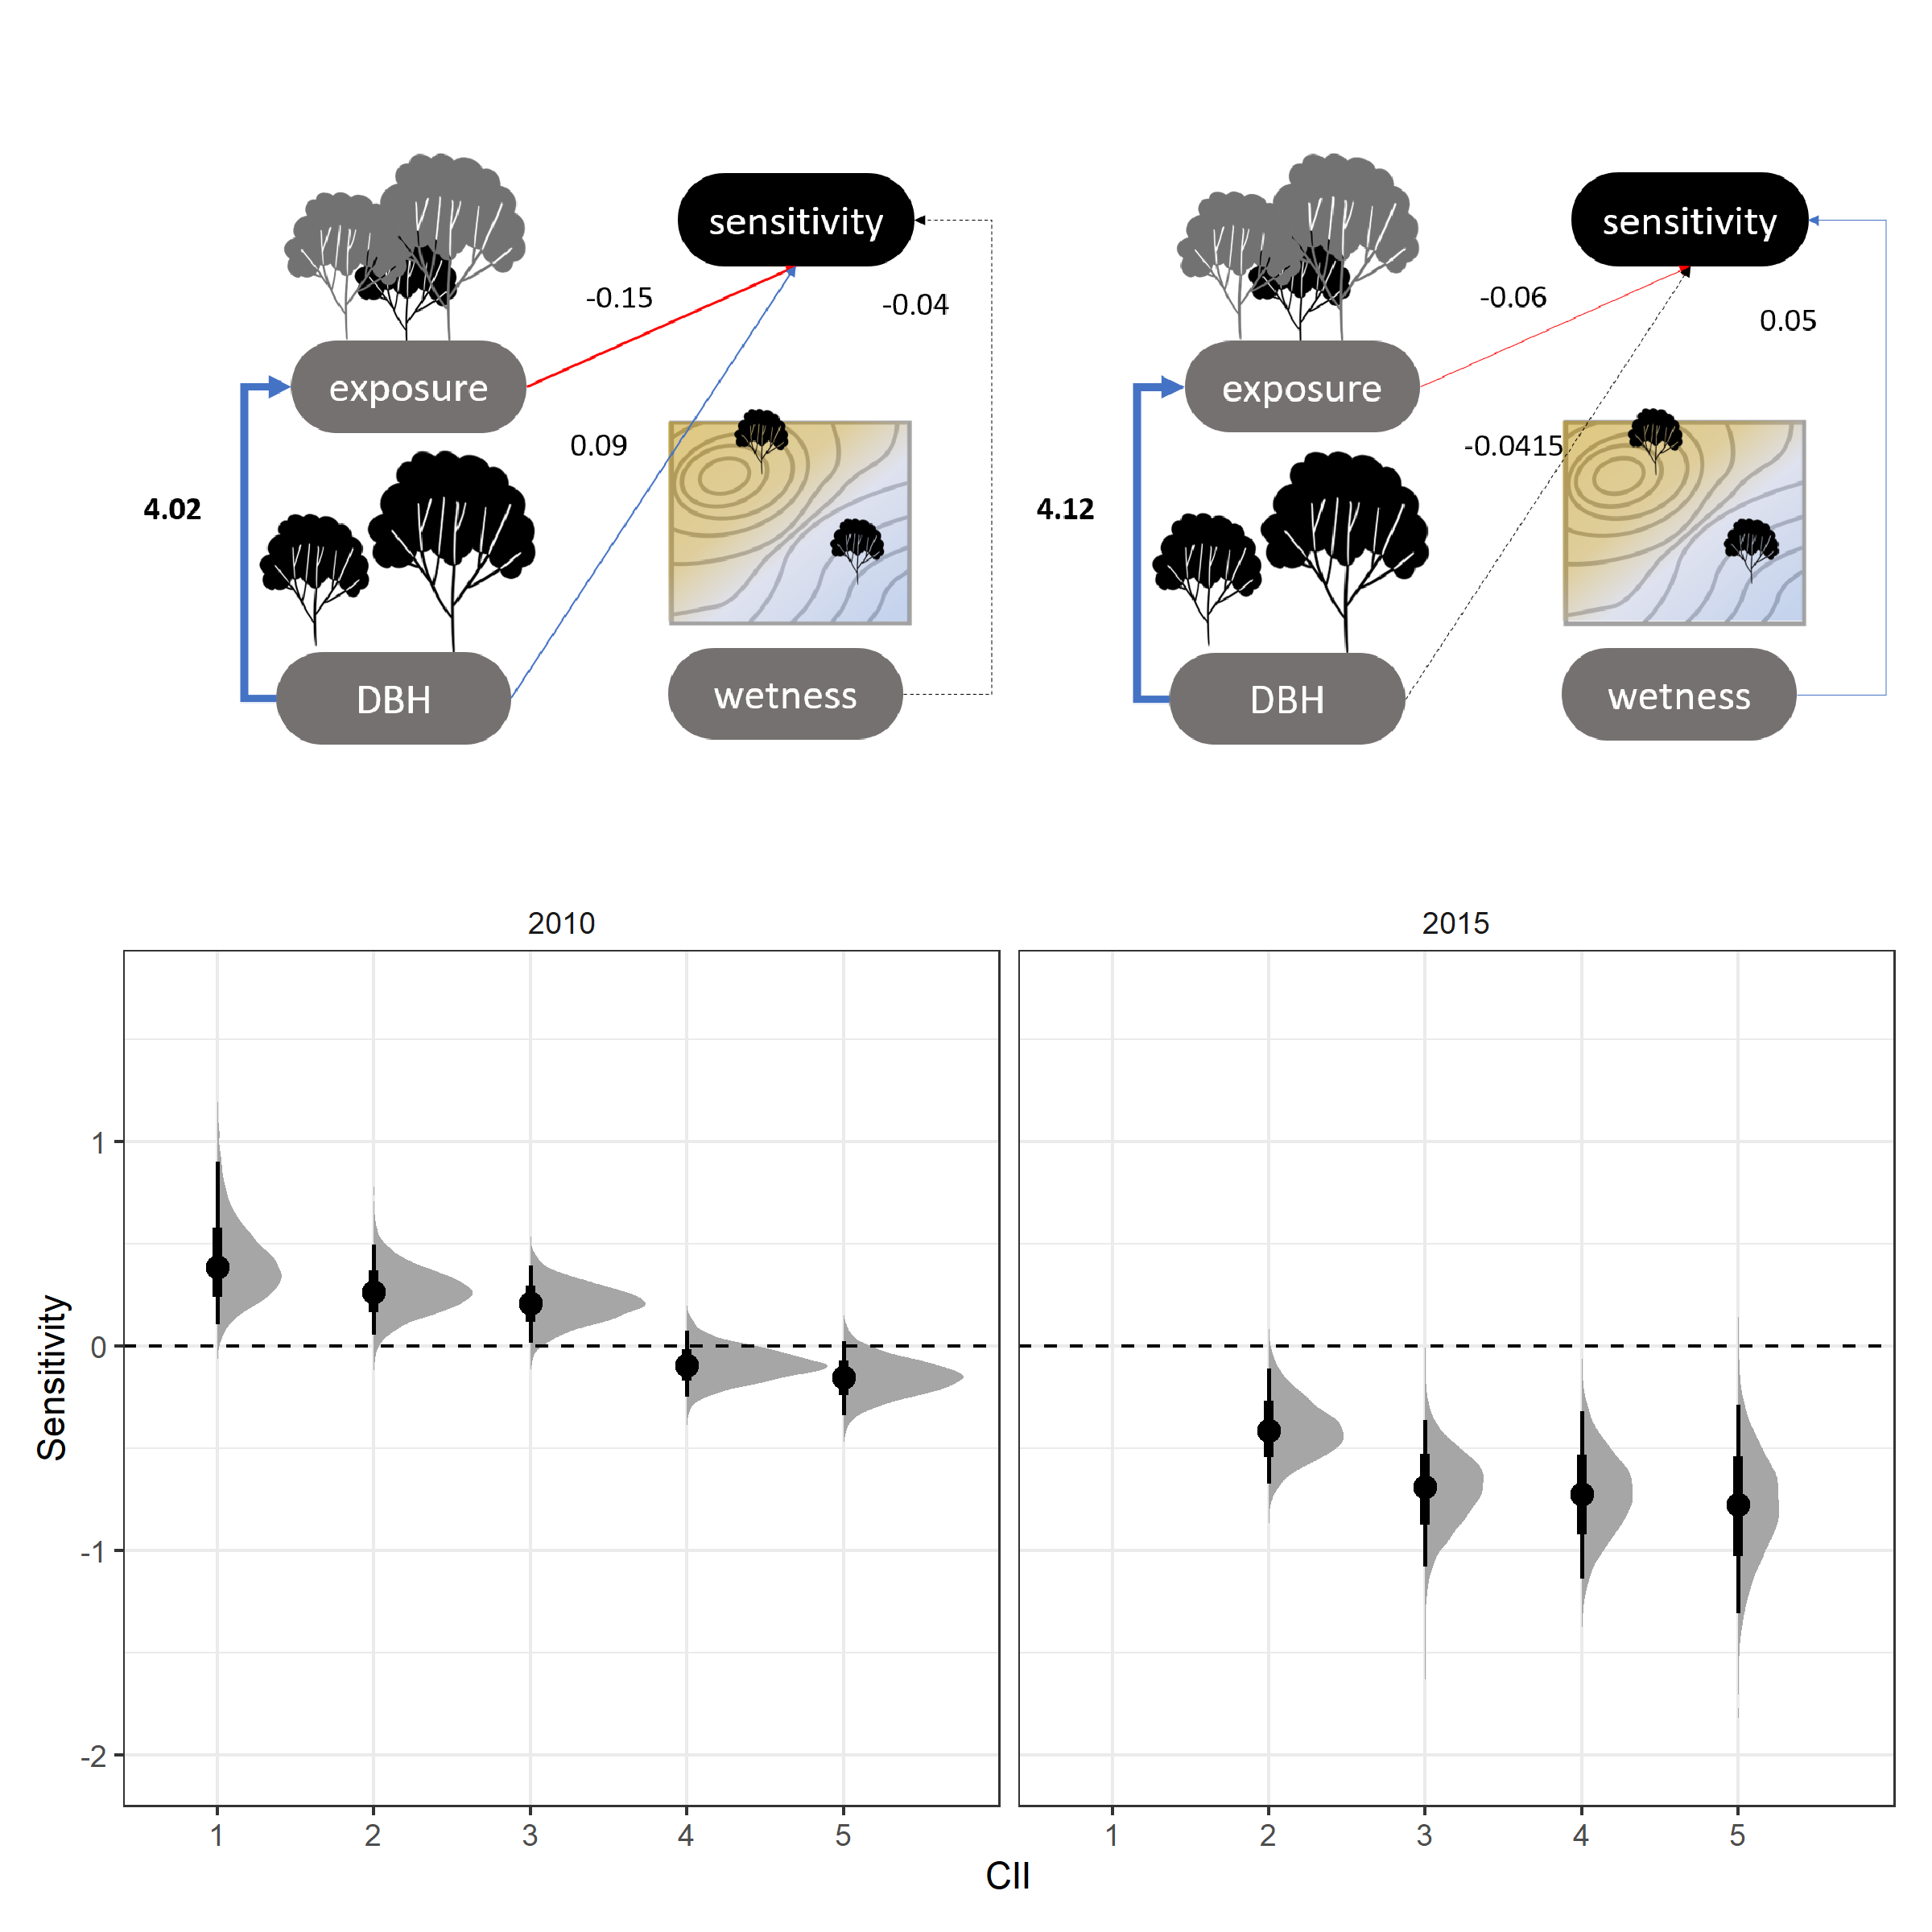 sensitivity
-0.15
-0.04
exposure
0.09
4.02
DBH
wetness
sensitivity
-0.06
0.05
exposure
-0.0415
4.12
DBH
wetness
2010
2015
Sensitivity
1
0
-1
-2
1 2 3 4 5
1 2 3 4 5
CII